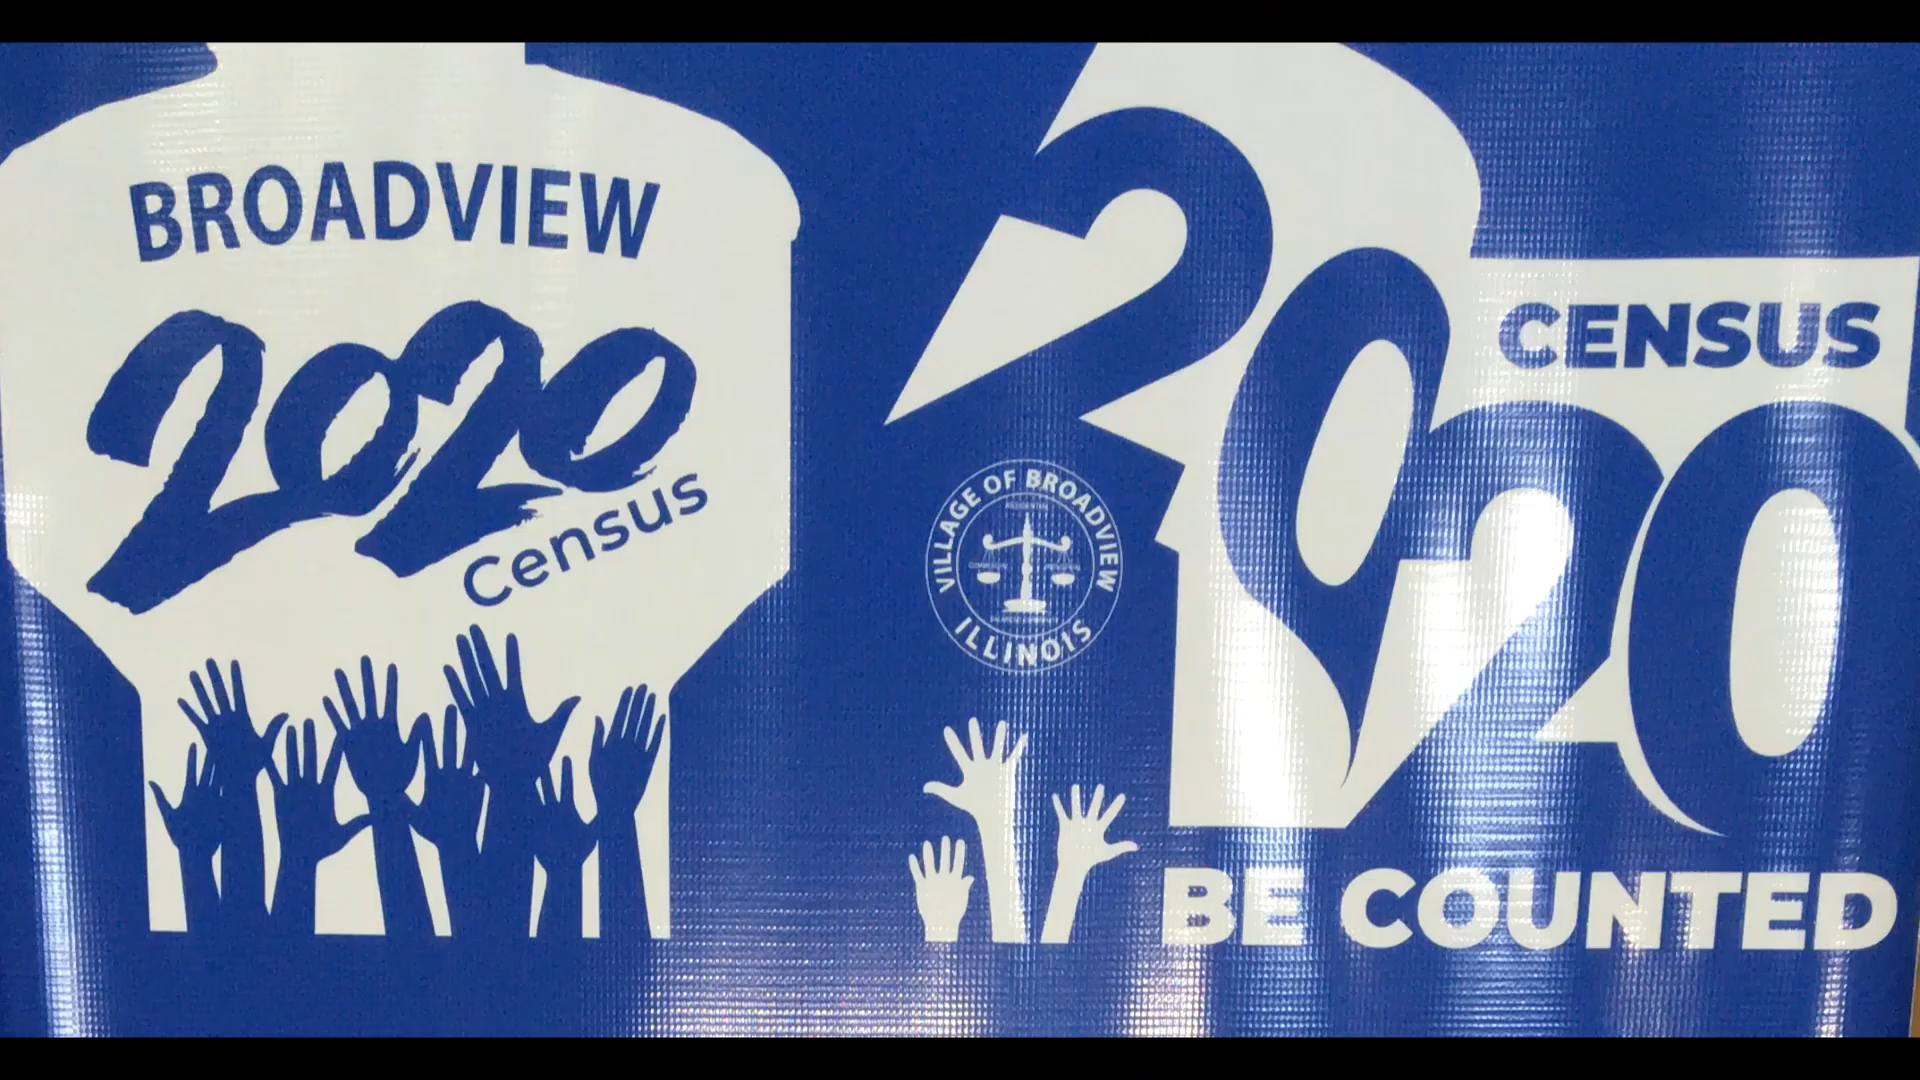 BROADVIEW
2020
Census
2020
CENSUS
VILLAGE OF BROADVIEW
ILLINOIS
BE COUNTED